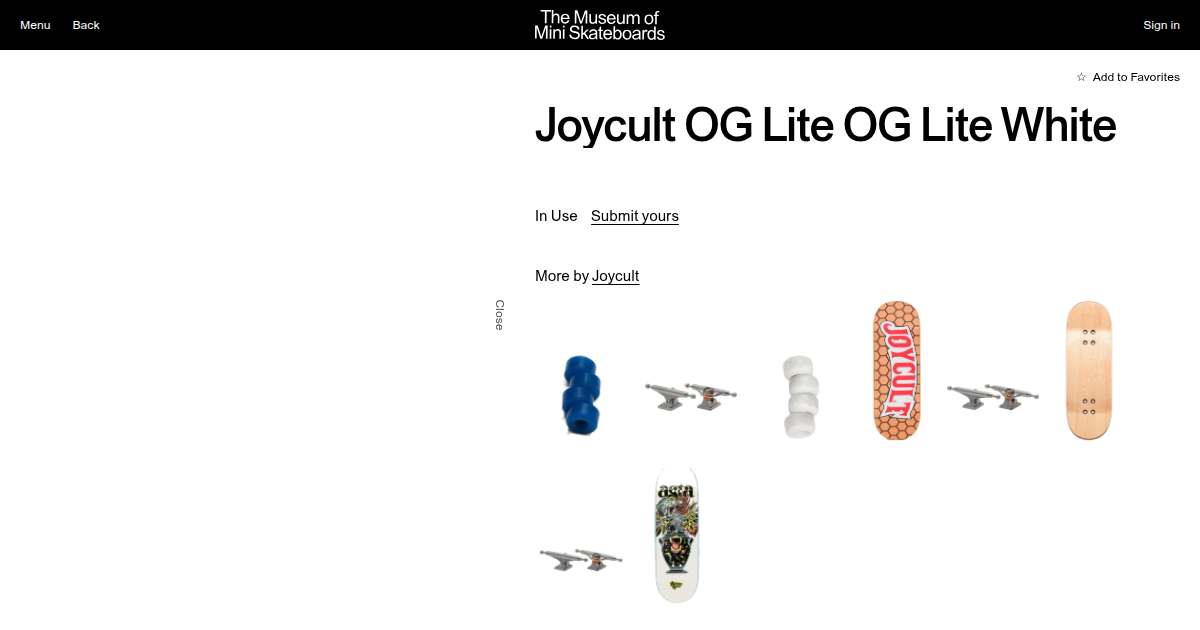 Menu
Back
The Museum of
Mini Skateboards
Sign in
☆ Add to Favorites
Joycult OG Lite OG Lite White
In Use
Submit yours
More by Joycult
Close
JOYCULT
asta